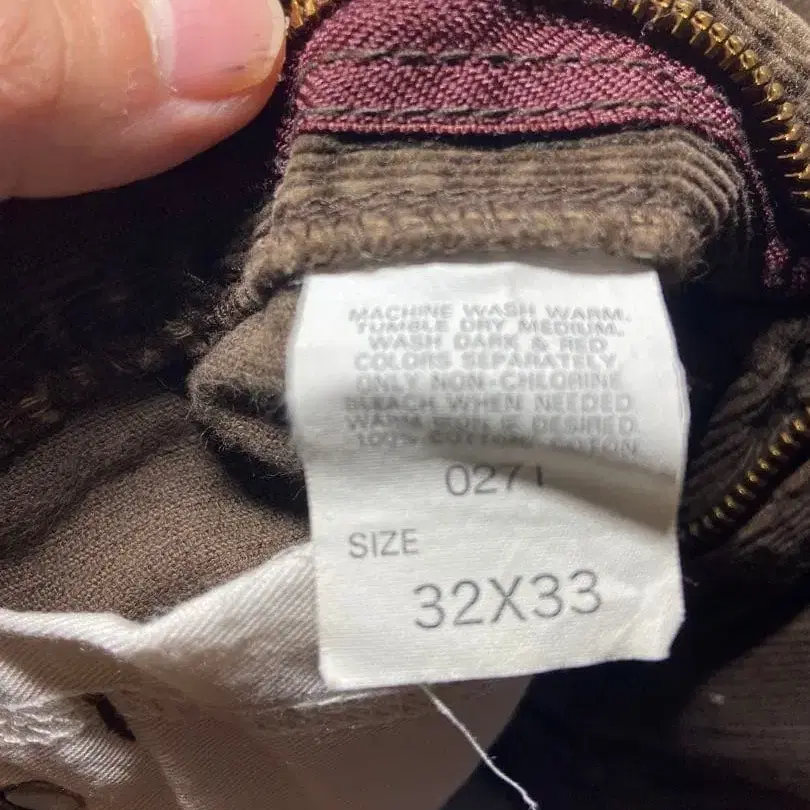 MACHINE WASH WARM.
TUMBLE DRY MEDIUM.
WASH DARK & RED
COLORS SEPARATELY.
ONLY NON-CHLORINE
BLEACH WHEN NEEDED.
WARM IRON IF DESIRED.
100% COTTON
0271
SIZE
32X33